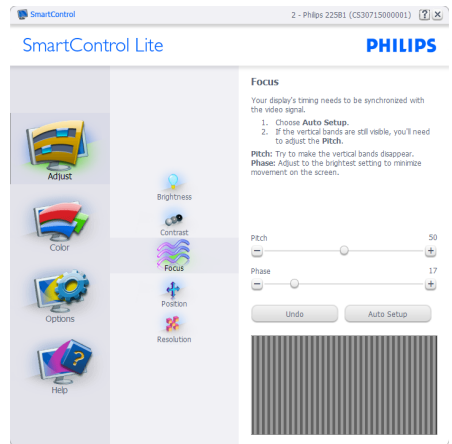 SmartControl
2 - Philips 225B1 (CS30715000001)
?
SmartControl Lite
PHILIPS
Adjust
Color
Options
Help
Brightness
Contrast
Focus
Position
Resolution
Focus
Your display's timing needs to be synchronized with
the video signal.
1. Choose Auto Setup.
2. If the vertical bands are still visible, you'll need
to adjust the Pitch.
Pitch: Try to make the vertical bands disappear.
Phase: Adjust to the brightest setting to minimize
movement on the screen.
Pitch 50
Phase 17
Undo
Auto Setup